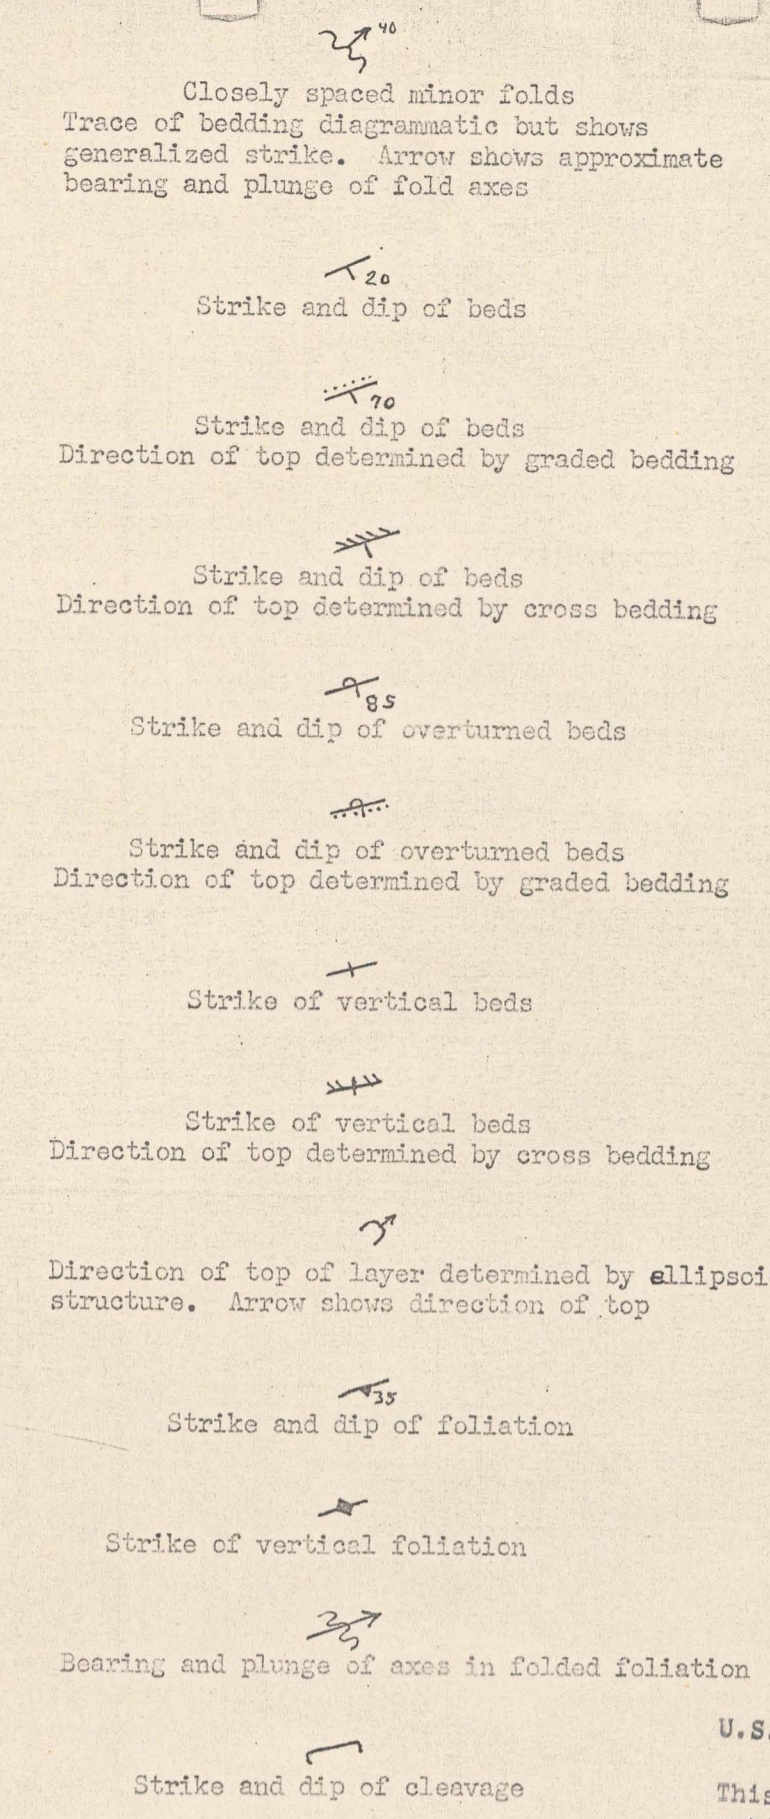 40
Closely spaced minor folds
Trace of bedding diagrammatic but shows
generalized strike. Arrow shows approximate
bearing and plunge of fold axes
20
Strike and dip of beds
70
Strike and dip of beds
Direction of top determined by graded bedding
Strike and dip of beds
Direction of top determined by cross bedding
85
Strike and dip of overturned beds
Strike and dip of overturned beds
Direction of top determined by graded bedding
Strike of vertical beds
Strike of vertical beds
Direction of top determined by cross bedding
Direction of top of layer determined by ellipsoi
structure. Arrow shows direction of top
35
Strike and dip of foliation
Strike of vertical foliation
Bearing and plunge of axes in folded foliation
U.S.
Strike and dip of cleavage
This